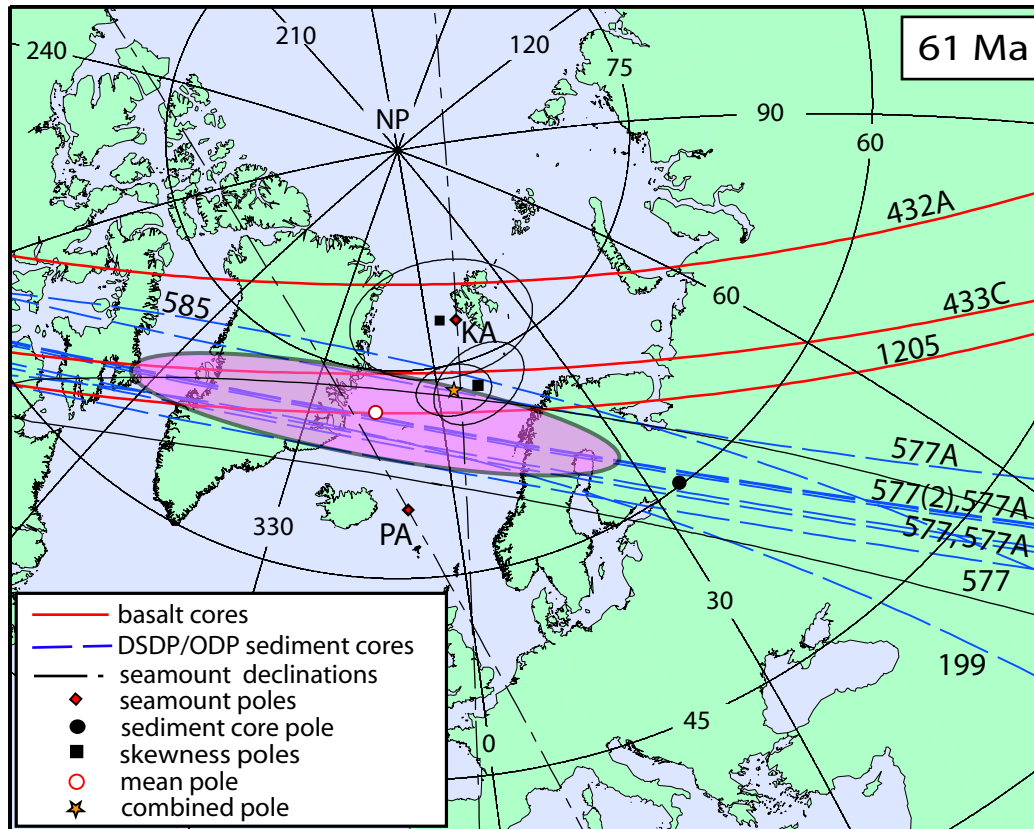 61 Ma
240
210
120
75
NP
90
60
432A
60
433C
585
KA
1205
577A
577(2),577A
577, 577A
330
PA
577
30
199
45
0
basalt cores
DSDP/ODP sediment cores
seamount declinations
seamount poles
sediment core pole
skewness poles
mean pole
combined pole